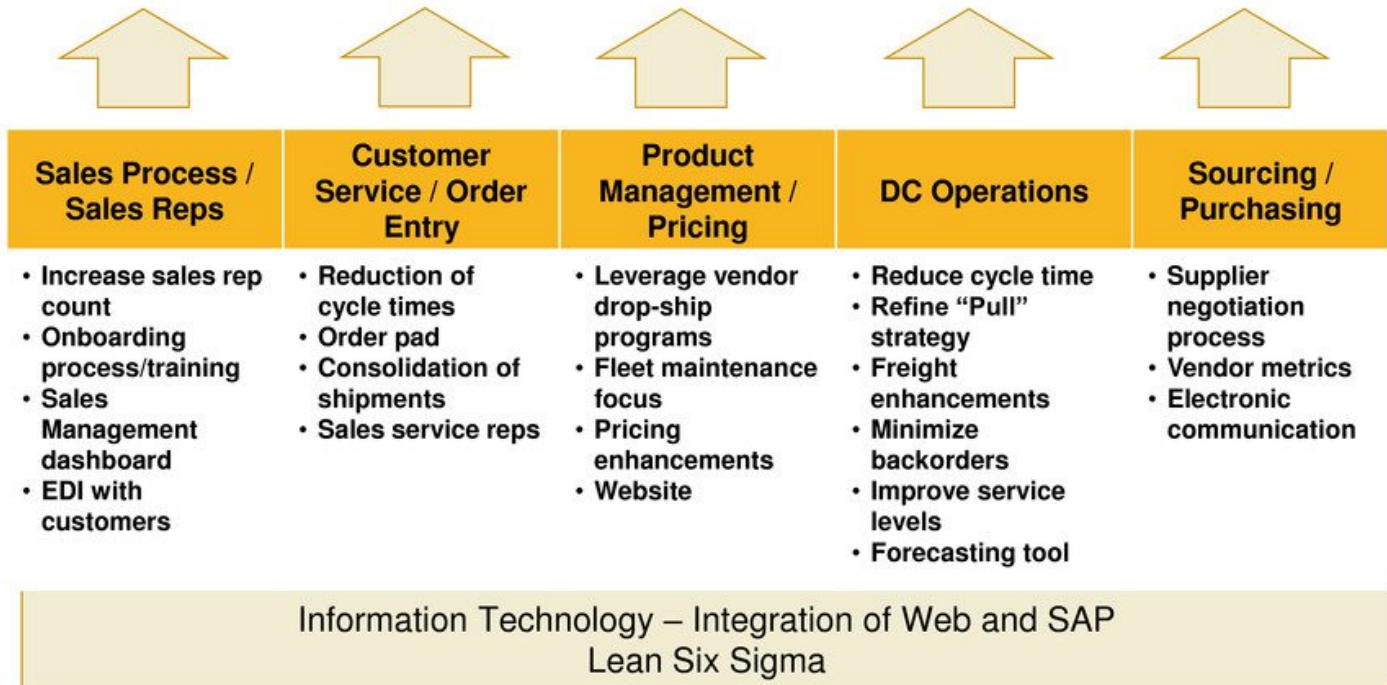 Sales Process /
Sales Reps
• Increase sales rep
count
• Onboarding
process/training
• Sales
Management
dashboard
• EDI with
customers
Customer
Service / Order
Entry
• Reduction of
cycle times
• Order pad
• Consolidation of
shipments
• Sales service reps
Product
Management /
Pricing
• Leverage vendor
drop-ship
programs
• Fleet maintenance
focus
• Pricing
enhancements
• Website
DC Operations
• Reduce cycle time
• Refine “Pull”
strategy
• Freight
enhancements
• Minimize
backorders
• Improve service
levels
• Forecasting tool
Sourcing /
Purchasing
• Supplier
negotiation
process
• Vendor metrics
• Electronic
communication
Information Technology – Integration of Web and SAP
Lean Six Sigma